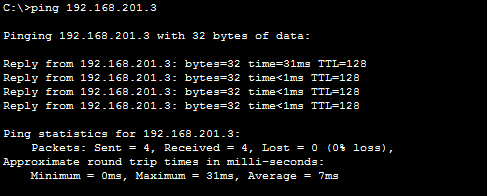 C:\>ping 192.168.201.3
Pinging 192.168.201.3 with 32 bytes of data:
Reply from 192.168.201.3: bytes=32 time=31ms TTL=128
Reply from 192.168.201.3: bytes=32 time<1ms TTL=128
Reply from 192.168.201.3: bytes=32 time<1ms TTL=128
Reply from 192.168.201.3: bytes=32 time<1ms TTL=128
Ping statistics for 192.168.201.3:
    Packets: Sent = 4, Received = 4, Lost = 0 (0% loss),
Approximate round trip times in milli-seconds:
    Minimum = 0ms, Maximum = 31ms, Average = 7ms